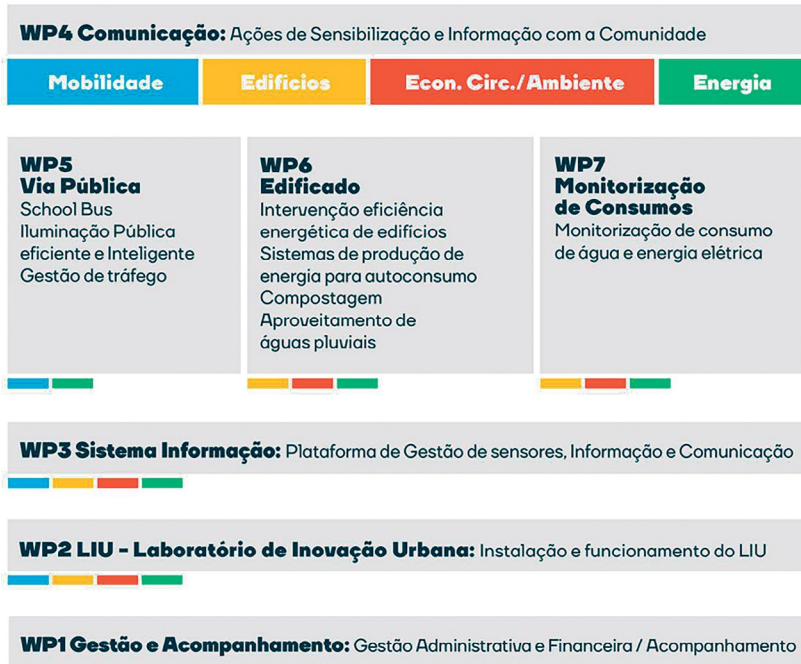 WP4 Comunicação: Ações de Sensibilização e Informação com a Comunidade
Mobilidade
Edificios
Econ. Circ./Ambiente
Energia
WP5
Via Pública
School Bus
Iluminação Pública
eficiente e Inteligente
Gestão de tráfego
WP6
Edificado
Intervenção eficiência
energética de edifícios
Sistemas de produção de
energia para autoconsumo
Compostagem
Aproveitamento de
águas pluviais
WP7
Monitorização
de Consumos
Monitorização de consumo
de água e energia elétrica
WP3 Sistema Informação: Plataforma de Gestão de sensores, Informação e Comunicação
WP2 LIU - Laboratório de Inovação Urbana: Instalação e funcionamento do LIU
WP1 Gestão e Acompanhamento: Gestão Administrativa e Financeira / Acompanhamento